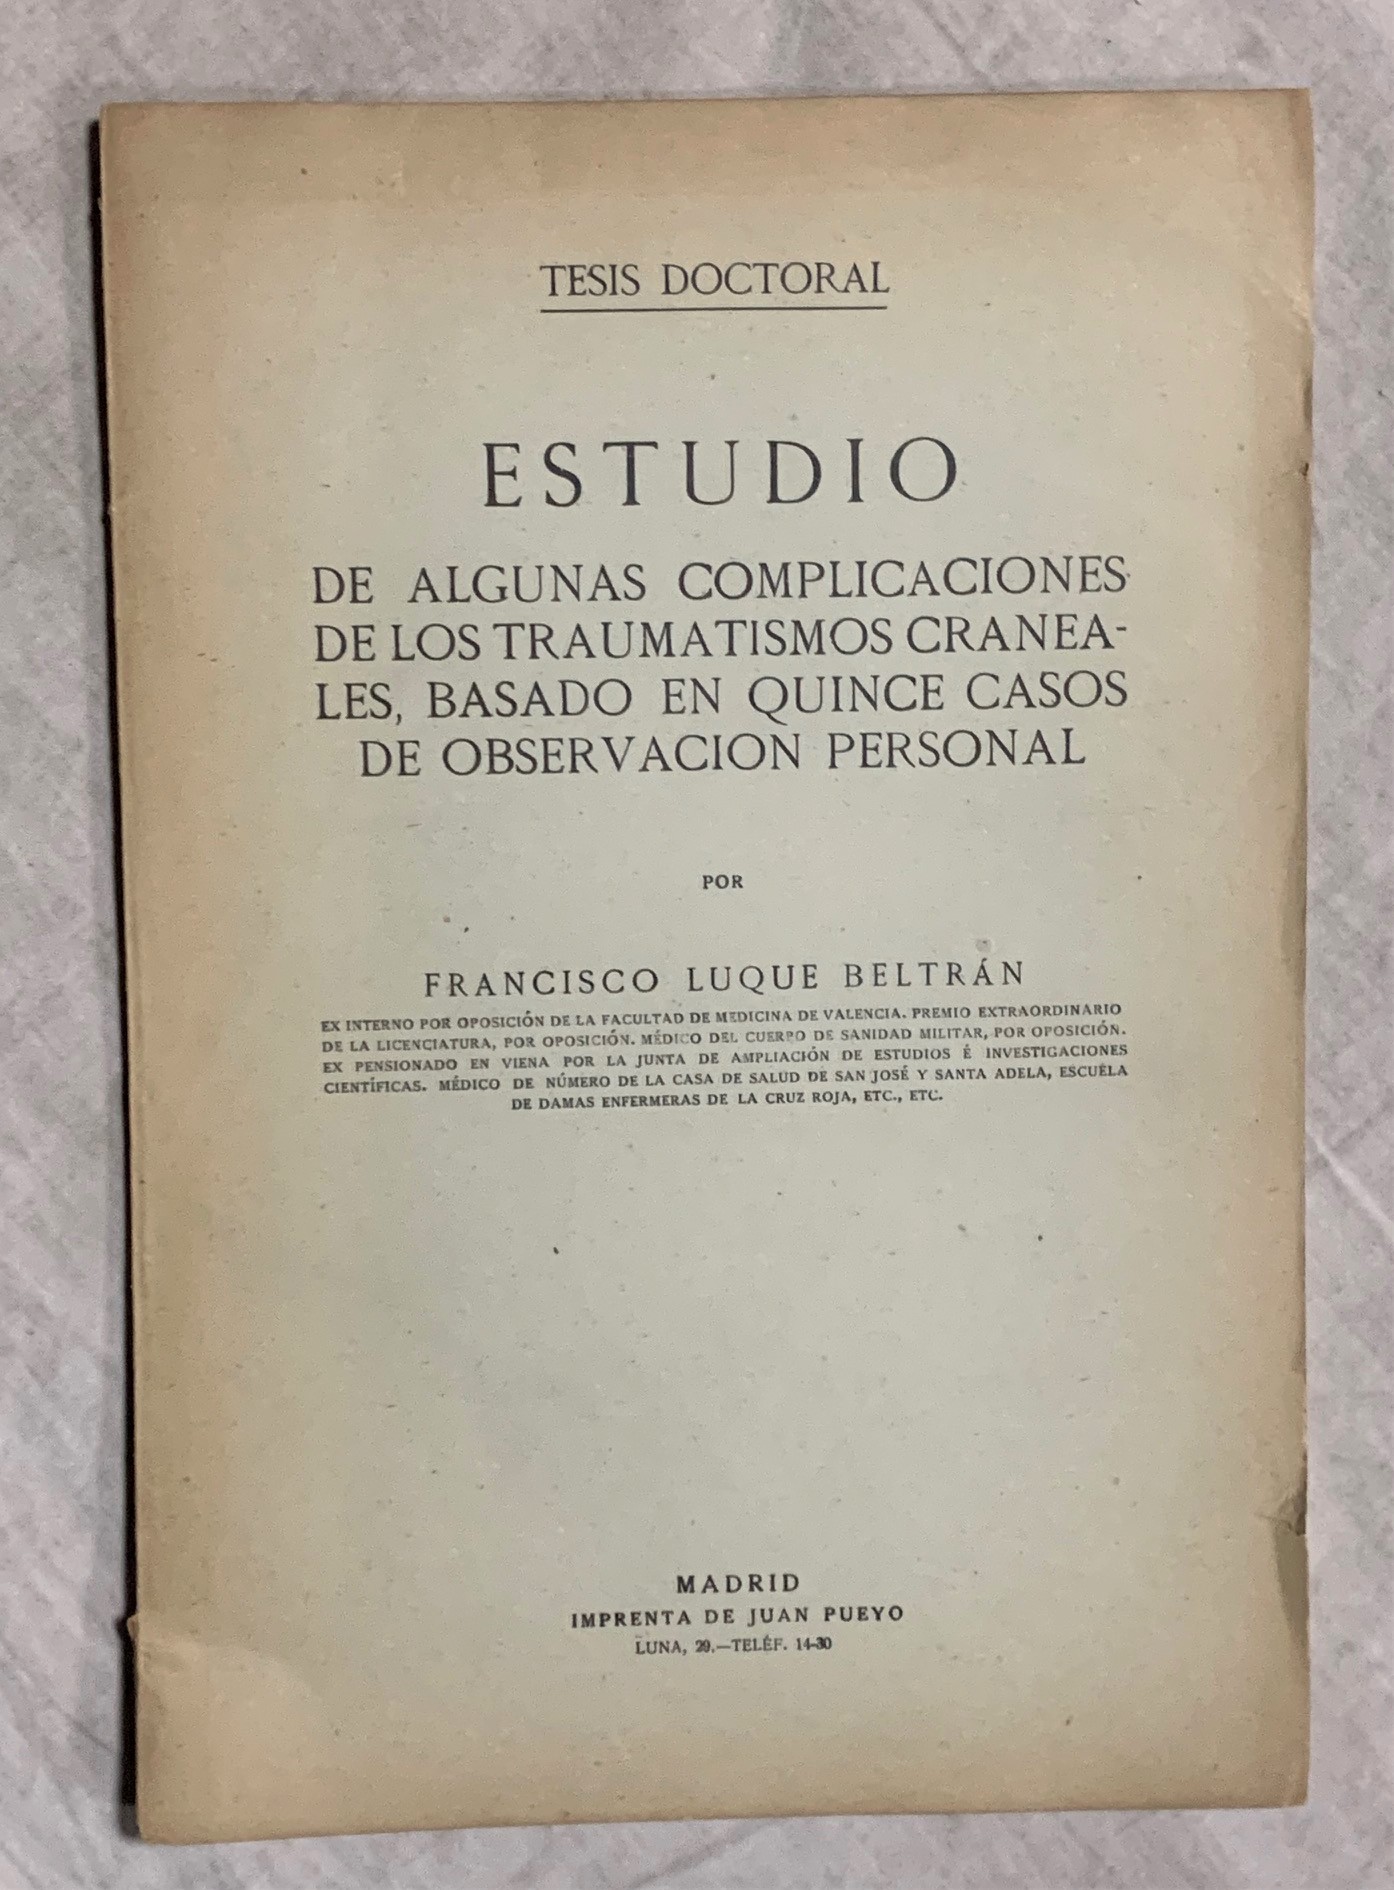 TESIS DOCTORAL
ESTUDIO
DE ALGUNAS COMPLICACIONES
DE LOS TRAUMATISMOS CRANEA-
LES, BASADO EN QUINCE CASOS
DE OBSERVACION PERSONAL
POR
FRANCISCO LUQUE BELTRÁN
EX INTERNO POR OPOSICIÓN DE LA FACULTAD DE MEDICINA DE VALENCIA. PREMIO EXTRAORDINARIO
DE LA LICENCIATURA, POR OPOSICIÓN. MÉDICO DEL CUERPO DE SANIDAD MILITAR, POR OPOSICIÓN.
EX PENSIONADO EN VIENA POR LA JUNTA DE AMPLIACIÓN DE ESTUDIOS É INVESTIGACIONES
CIENTÍFICAS. MÉDICO DE NÚMERO DE LA CASA DE SALUD DE SAN JOSÉ Y SANTA ADELA, ESCUELA
DE DAMAS ENFERMERAS DE LA CRUZ ROJA, ETC., ETC.
MADRID
IMPRENTA DE JUAN PUEYO
LUNA, 29.—TELÉF. 14-30